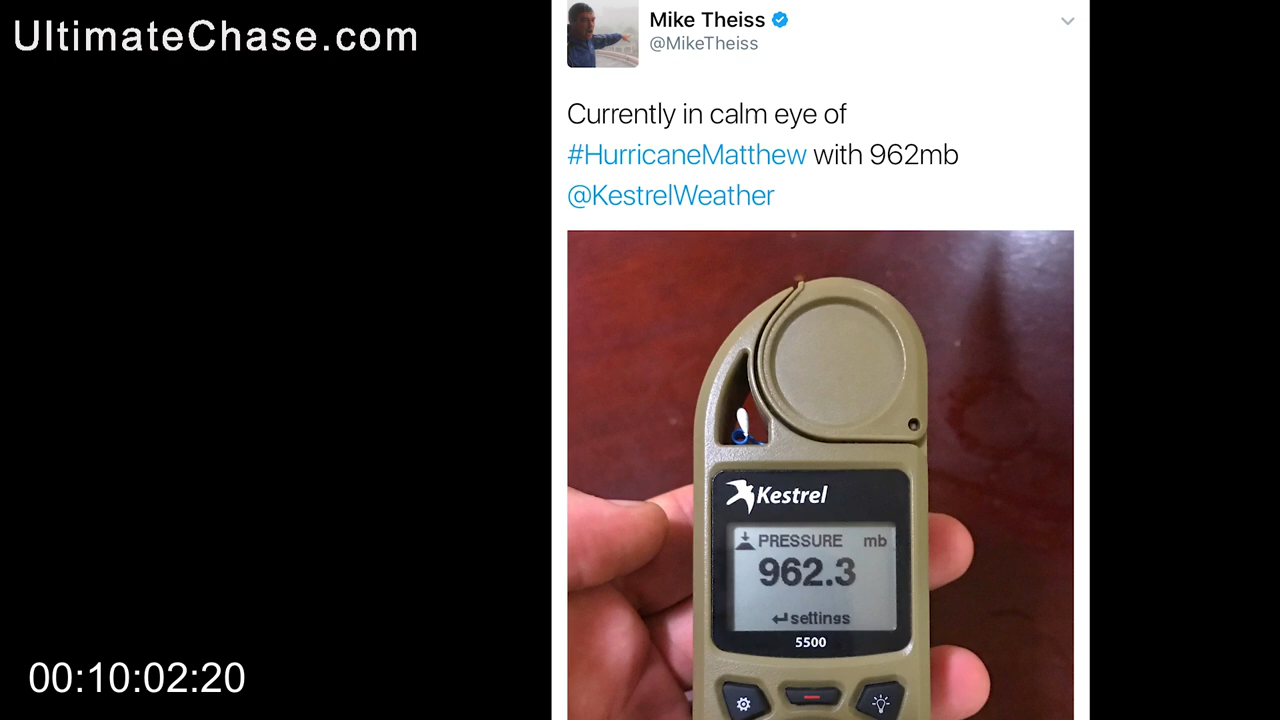 UltimateChase.com
Mike Theiss
@MikeTheiss
Currently in calm eye of
#HurricaneMatthew with 962mb
@KestrelWeather
Kestrel
PRESSURE mb
962.3
settings
5500
00:10:02:20